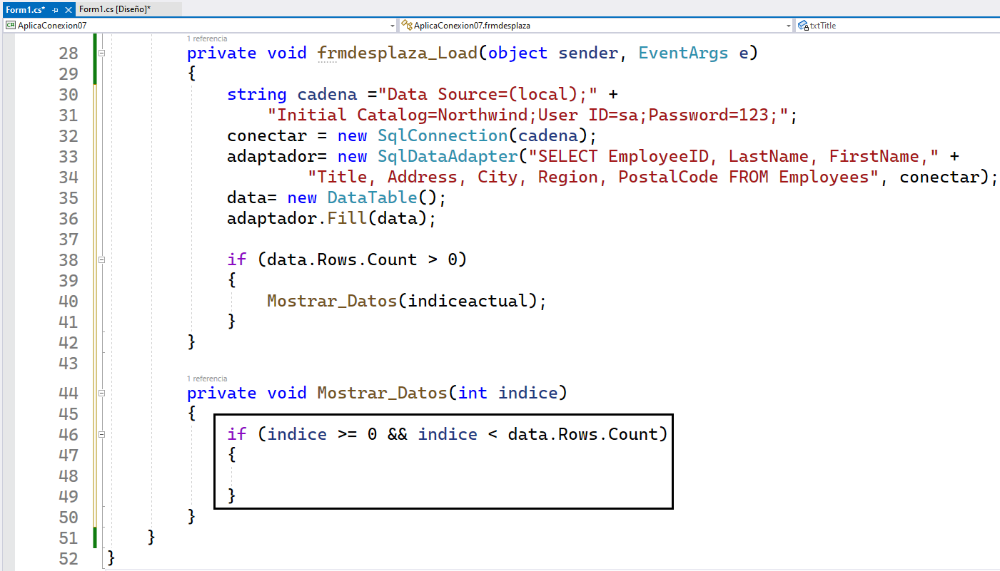 Form1.cs* Form1.cs [Diseño]*
C# AplicaConexion07 AplicaConexion07.frmdesplaza txtTitle
1 referencia
28 private void frmdesplaza_Load(object sender, EventArgs e)
29 {
30 string cadena ="Data Source=(local);" +
31 "Initial Catalog=Northwind;User ID=sa;Password=123;";
32 conectar = new SqlConnection(cadena);
33 adaptador= new SqlDataAdapter("SELECT EmployeeID, LastName, FirstName," +
34 "Title, Address, City, Region, PostalCode FROM Employees", conectar);
35 data= new DataTable();
36 adaptador.Fill(data);
37
38 if (data.Rows.Count > 0)
39 {
40 Mostrar_Datos(indiceactual);
41 }
42 }
43
1 referencia
44 private void Mostrar_Datos(int indice)
45 {
46 if (indice >= 0 && indice < data.Rows.Count)
47 {
48
49 }
50 }
51 }
52 }